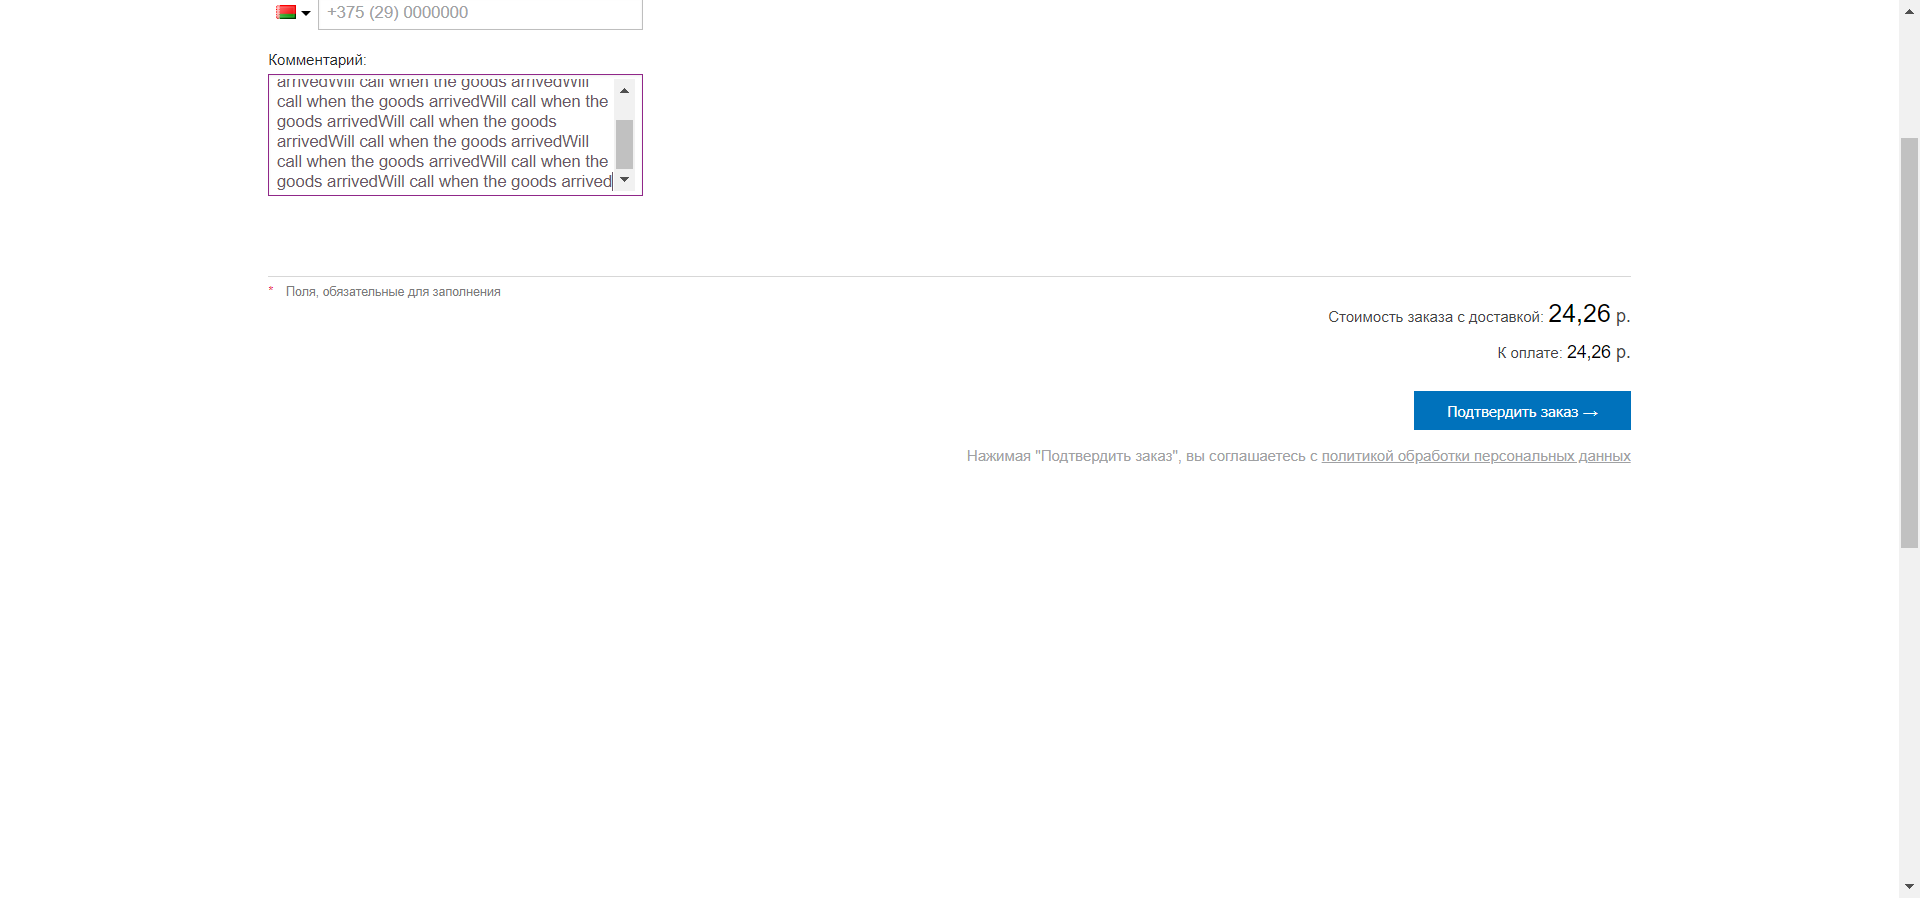 +375 (29) 0000000
Комментарий:
arrivedWill call when the goods arrivedWill
call when the goods arrivedWill call when the
goods arrivedWill call when the goods
arrivedWill call when the goods arrivedWill
call when the goods arrivedWill call when the
goods arrivedWill call when the goods arrived
* Поля, обязательные для заполнения
Стоимость заказа с доставкой: 24,26 р.
К оплате: 24,26 р.
Подтвердить заказ →
Нажимая "Подтвердить заказ", вы соглашаетесь с политикой обработки персональных данных